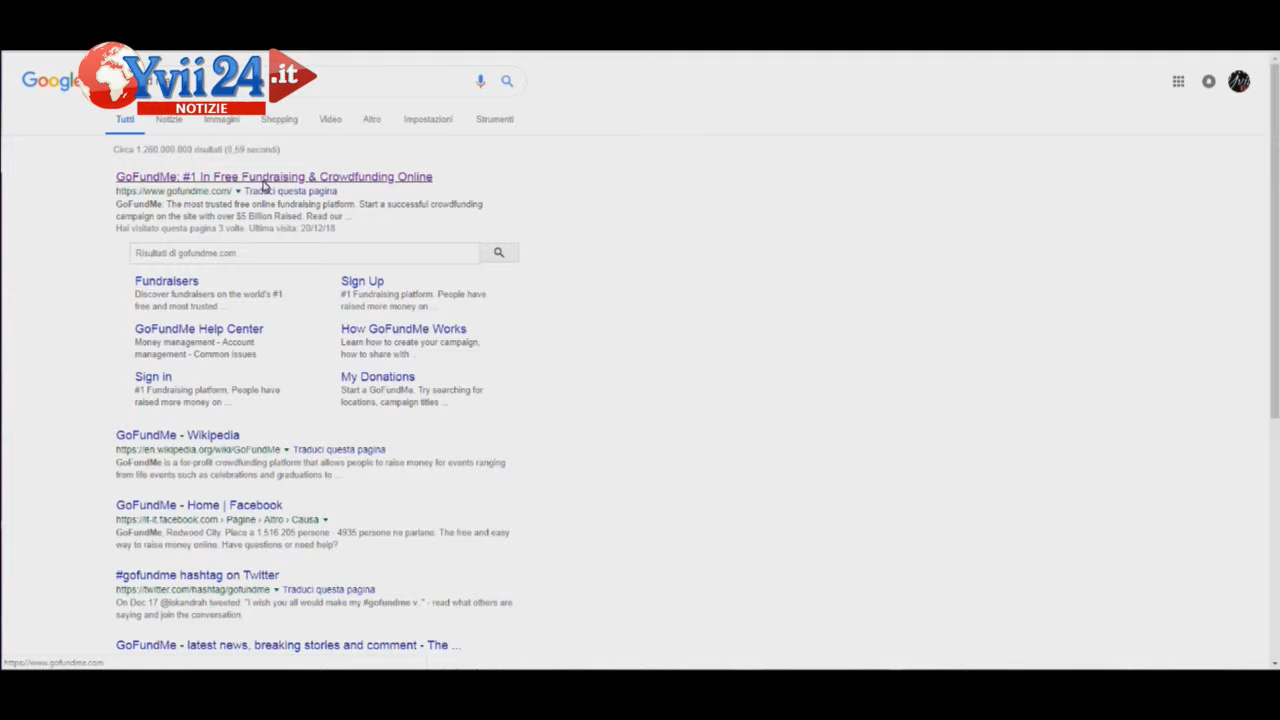 Google
Yvii24.it
NOTIZIE
Tutti Notizie Immagini Shopping Video Altro Impostazioni Strumenti
Circa 1.260.000.000 risultati (0,59 secondi)
GoFundMe: #1 In Free Fundraising & Crowdfunding Online
https://www.gofundme.com/ Traduci questa pagina
GoFundMe: The most trusted free online fundraising platform. Start a successful crowdfunding
campaign on the site with over $5 Billion Raised. Read our ...
Hai visitato questa pagina 3 volte. Ultima visita: 20/12/18
Risultati di gofundme.com
Fundraisers
Discover fundraisers on the world's #1
free and most trusted ...
Sign Up
#1 Fundraising platform. People have
raised more money on ...
GoFundMe Help Center
Money management - Account
management - Common issues
How GoFundMe Works
Learn how to create your campaign,
how to share with ...
Sign in
#1 Fundraising platform. People have
raised more money on ...
My Donations
Start a GoFundMe. Try searching for
locations, campaign titles ...
GoFundMe - Wikipedia
https://en.wikipedia.org/wiki/GoFundMe Traduci questa pagina
GoFundMe is a for-profit crowdfunding platform that allows people to raise money for events ranging
from life events such as celebrations and graduations to ...
GoFundMe - Home | Facebook
https://it-it.facebook.com › Pagine › Altro › Causa
GoFundMe, Redwood City. Piace a 1.516.205 persone · 4935 persone ne parlano. The free and easy
way to raise money online. Have questions or need help?
#gofundme hashtag on Twitter
https://twitter.com/hashtag/gofundme Traduci questa pagina
On Dec 17 @iskandrah tweeted: "I wish you all would make my #gofundme v.." - read what others are
saying and join the conversation.
GoFundMe - latest news, breaking stories and comment - The ...
https://www.gofundme.com